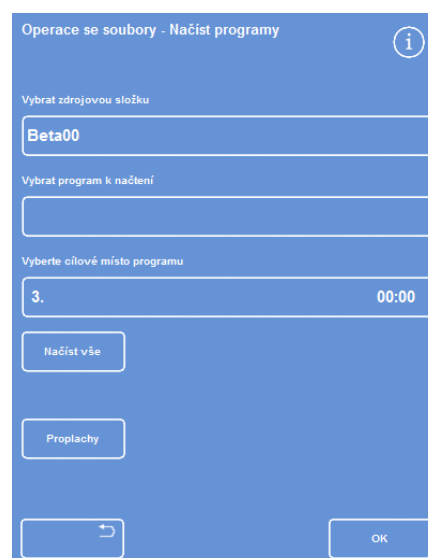 Operace se soubory - Načíst programy
i
Vybrat zdrojovou složku
Beta00
Vybrat program k načtení
Vyberte cílové místo programu
3. 00:00
Načíst vše
Proplachy
OK